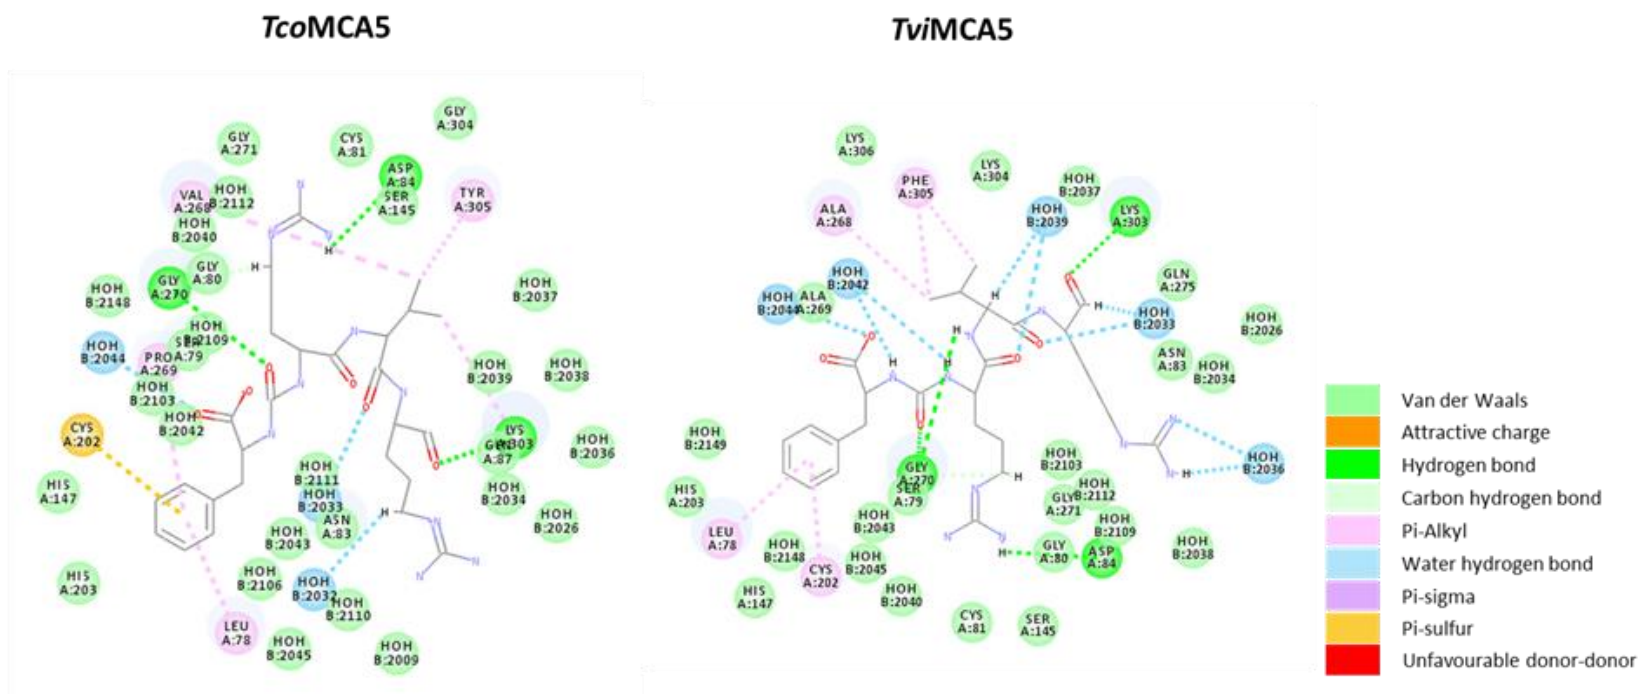 TcoMCA5
TviMCA5
GLY
A:304
GLY
A:271
CYS
A:81
ASP
A:84
SER
A:145
TYR
A:305
VAL
A:268
HOH
B:2112
HOH
B:2040
GLY
A:80
GLY
A:270
HOH
B:2148
HOH
B:2037
HOH
B:2109
SER
A:79
HOH
B:2044
PRO
A:269
HOH
B:2103
HOH
B:2042
HOH
B:2039
HOH
B:2038
CYS
A:202
LYS
A:303
GLN
A:87
HOH
B:2036
HIS
A:147
HOH
B:2111
HOH
B:2033
HOH
B:2034
ASN
A:83
HOH
B:2026
HOH
B:2043
HIS
A:203
HOH
B:2106
HOH
B:2032
HOH
B:2110
LEU
A:78
HOH
B:2045
HOH
B:2009
N
N
N
H
H
O
N
N
O
O
O
N
O
N
O
H
N
N
N
LYS
A:306
PHE
A:305
LYS
A:304
HOH
B:2037
ALA
A:268
HOH
B:2039
LYS
A:303
HOH
B:2042
HOH
B:2044
ALA
A:269
GLN
A:275
HOH
B:2033
HOH
B:2026
ASN
A:83
HOH
B:2034
HOH
B:2149
HOH
B:2036
GLY
A:270
SER
A:79
HOH
B:2103
HIS
A:203
HOH
B:2112
GLY
A:271
HOH
B:2043
HOH
B:2109
LEU
A:78
HOH
B:2148
HOH
B:2045
CYS
A:202
GLY
A:80
ASP
A:84
HOH
B:2038
HIS
A:147
HOH
B:2040
CYS
A:81
SER
A:145
O
H
H
N
H
N
O
O
O
O
H
N
H
N
O
N
N
N
H
H
N
N
N
H
Van der Waals
Attractive charge
Hydrogen bond
Carbon hydrogen bond
Pi-Alkyl
Water hydrogen bond
Pi-sigma
Pi-sulfur
Unfavourable donor-donor